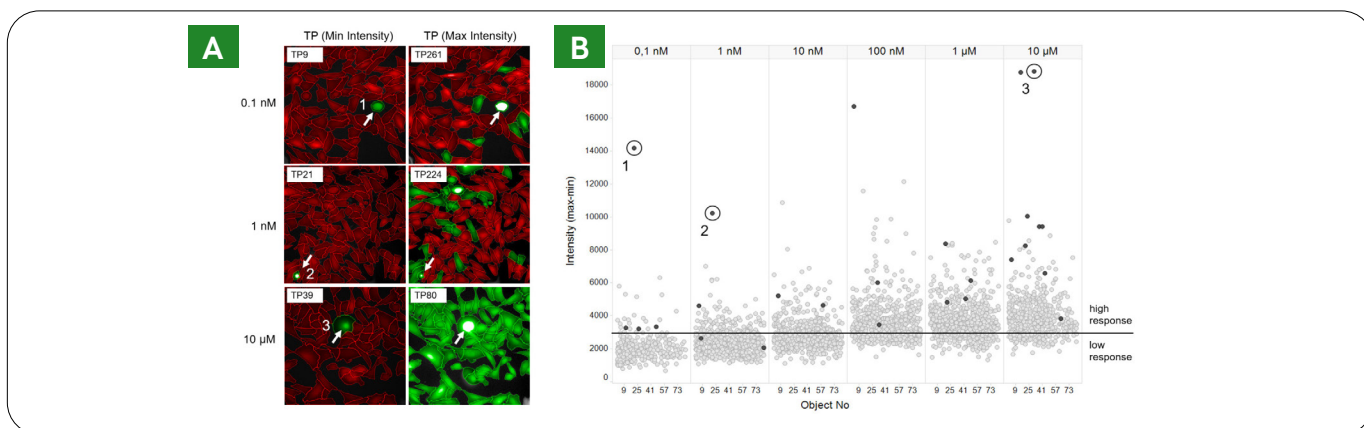 A
TP (Min Intensity) TP (Max Intensity)
TP9 TP261
0.1 nM
1
TP21 TP224
1 nM
2
TP39 TP80
3
10 µM
B
0,1 nM 1 nM 10 nM 100 nM 1 µM 10 µM
Intensity (max-min)
18000
16000
14000
12000
10000
8000
6000
4000
2000
0
1
2
3
high
response
low
response
9 25 41 57 73 9 25 41 57 73 9 25 41 57 73 9 25 41 57 73 9 25 41 57 73 9 25 41 57 73
Object No